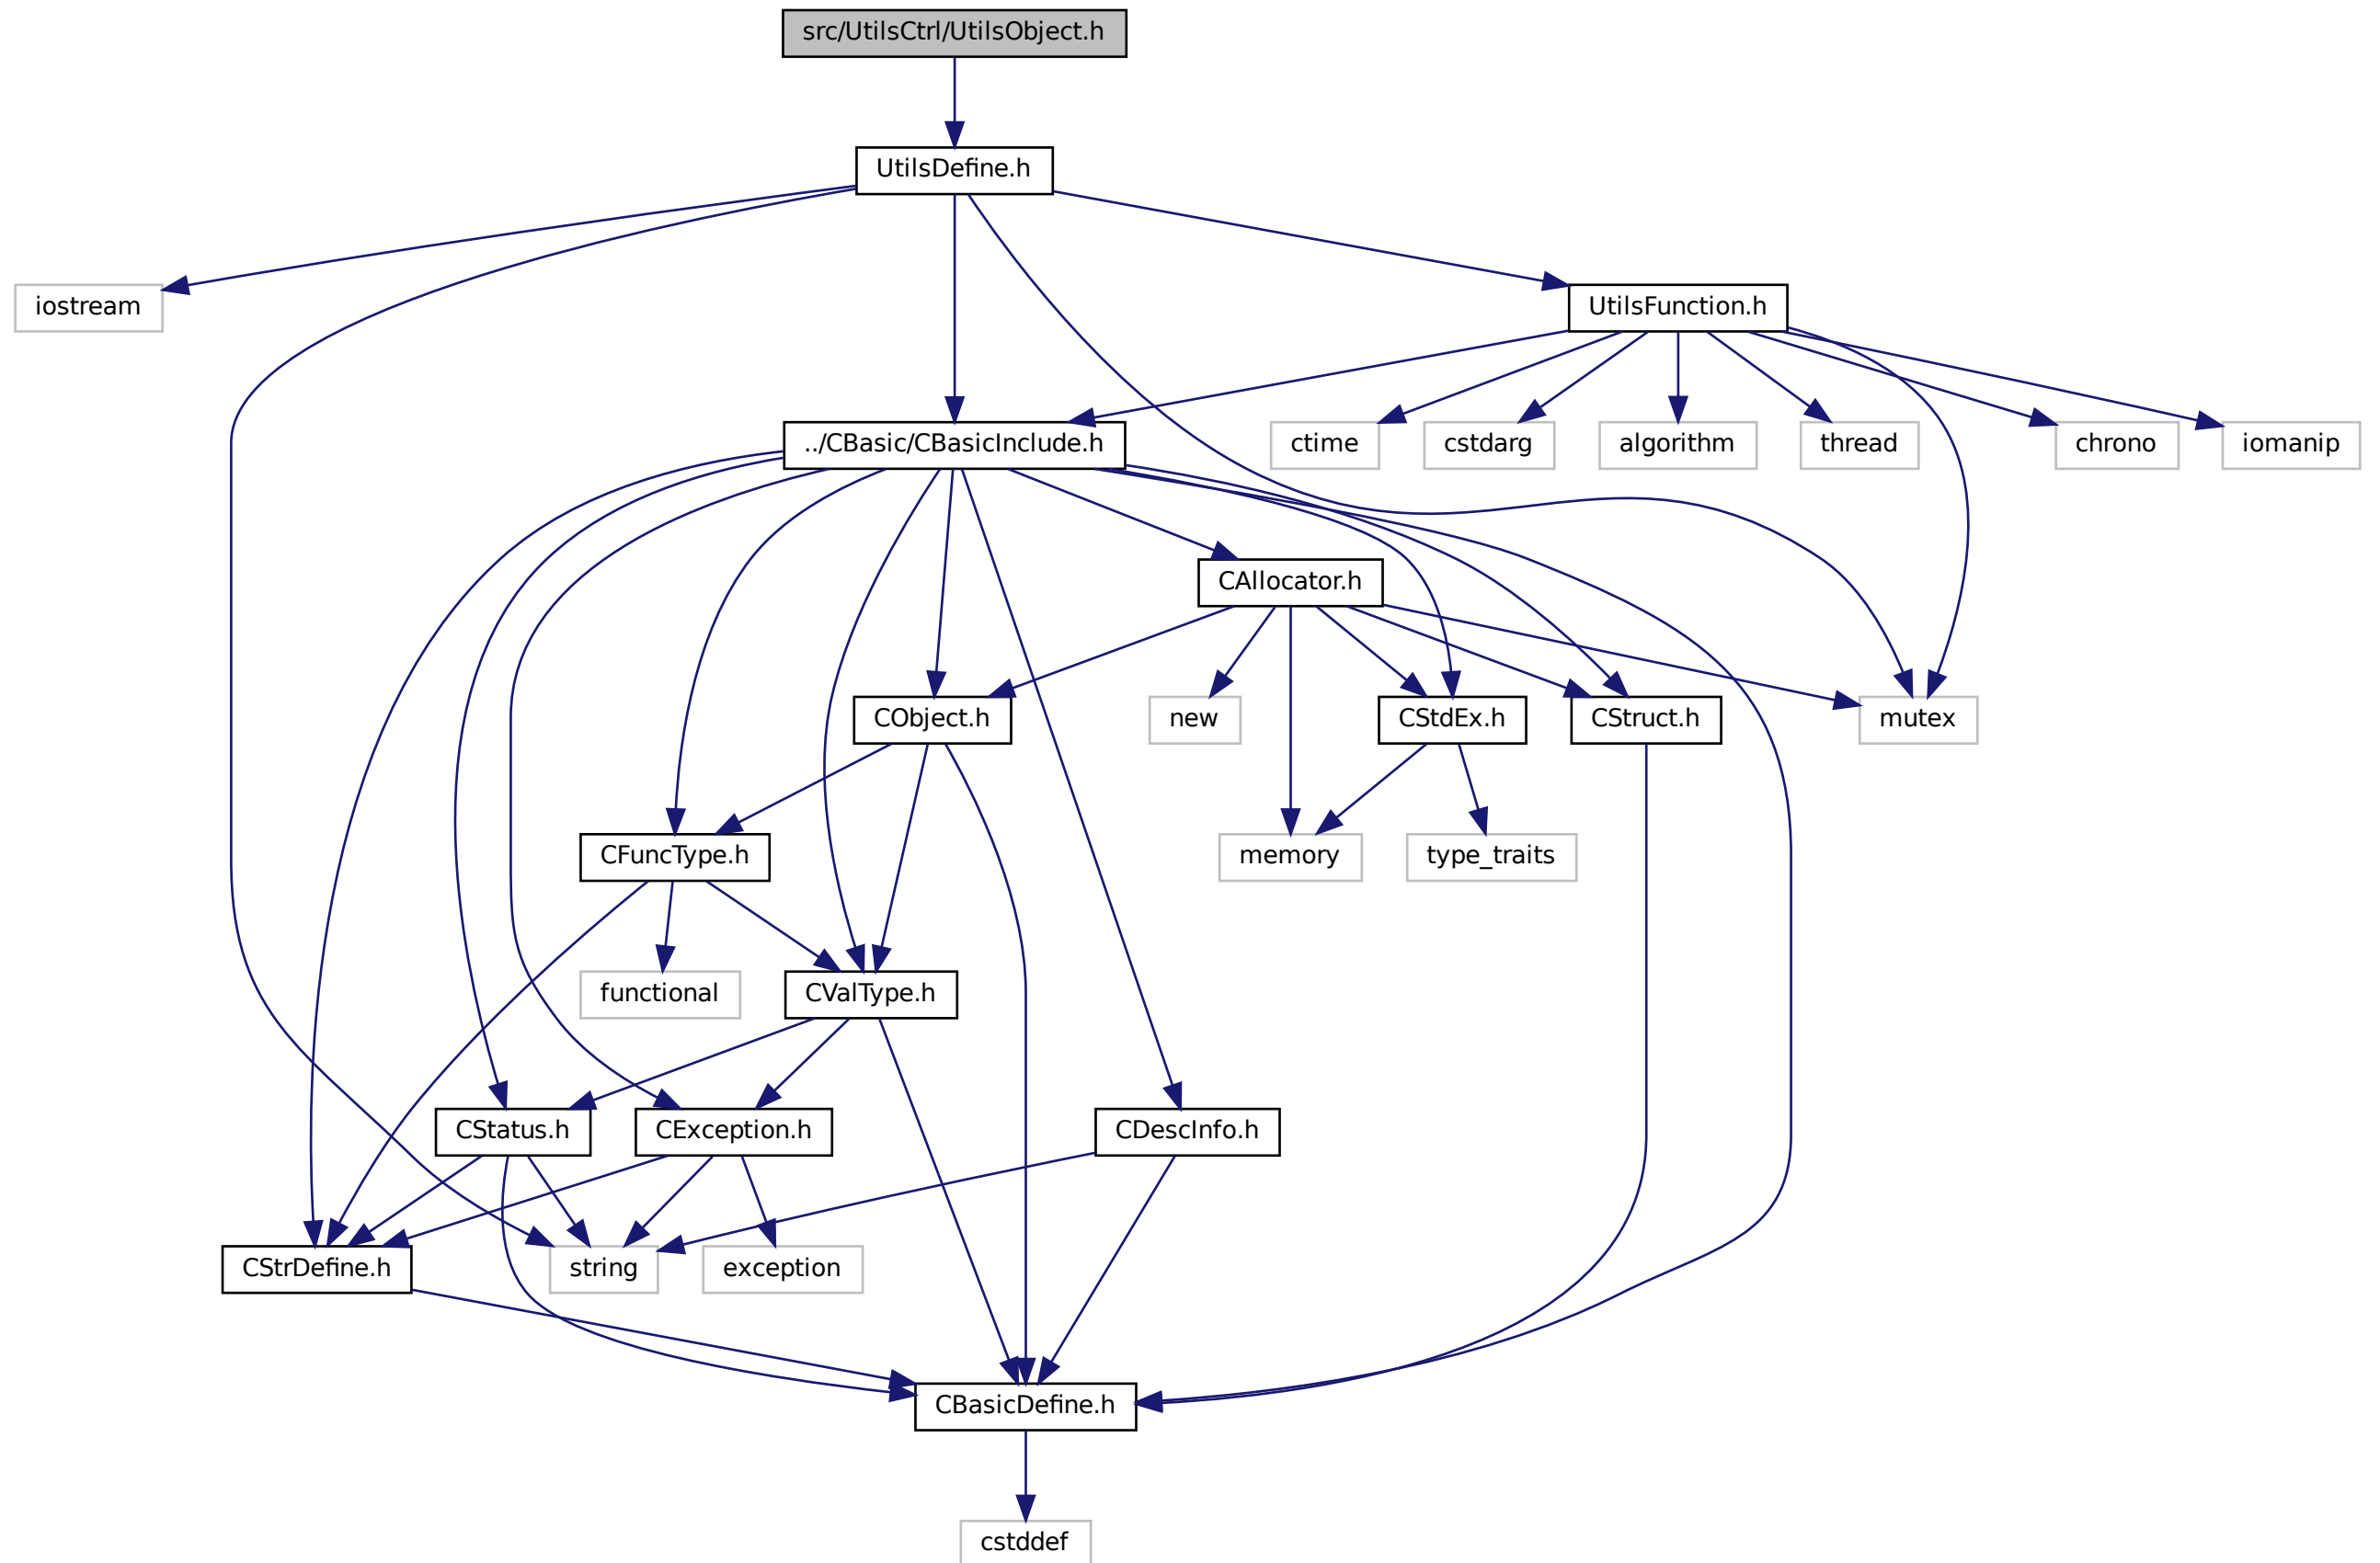 src/UtilsCtrl/UtilsObject.h
UtilsDefine.h
iostream
UtilsFunction.h
../CBasic/CBasicInclude.h
ctime
cstdarg
algorithm
thread
chrono
iomanip
CAllocator.h
CObject.h
new
CStdEx.h
CStruct.h
mutex
CFuncType.h
memory
type_traits
functional
CValType.h
CStatus.h
CException.h
CDescInfo.h
CStrDefine.h
string
exception
CBasicDefine.h
cstddef